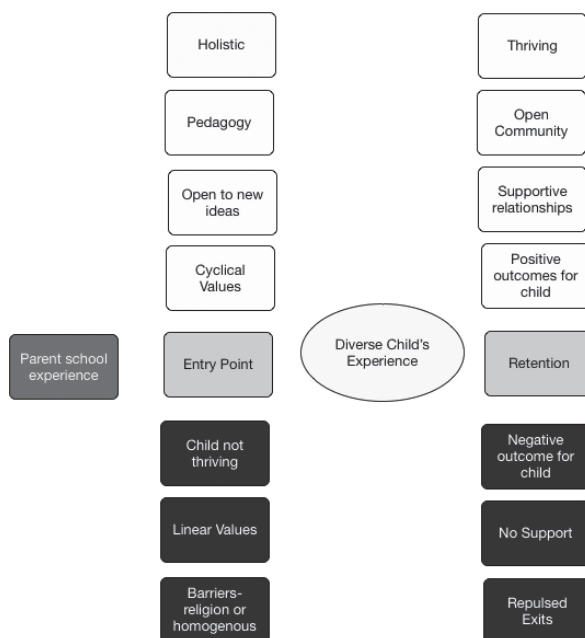 Holistic
Thriving
Pedagogy
Open
Community
Open to new
ideas
Supportive
relationships
Cyclical
Values
Positive
outcomes for
child
Parent school
experience
Entry Point
Diverse Child's
Experience
Retention
Child not
thriving
Negative
outcome for
child
Linear Values
No Support
Barriers-
religion or
homogenous
Repulsed
Exits